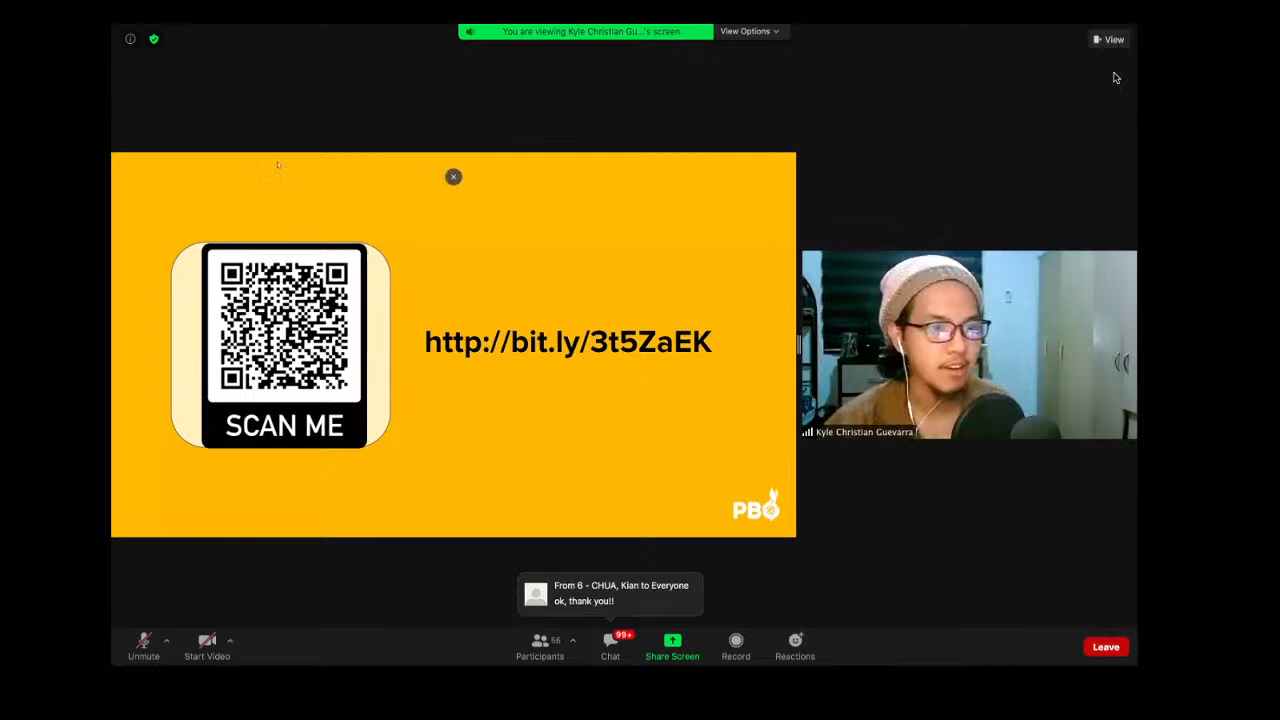 You are viewing Kyle Christian Gu...'s screen
View Options
View
http://bit.ly/3t5ZaEK
SCAN ME
PBO
Kyle Christian Guevarra
From 6 - CHUA, Kian to Everyone
ok, thank you!!
Unmute
Start Video
56
Participants
99+
Chat
Share Screen
Record
Reactions
Leave